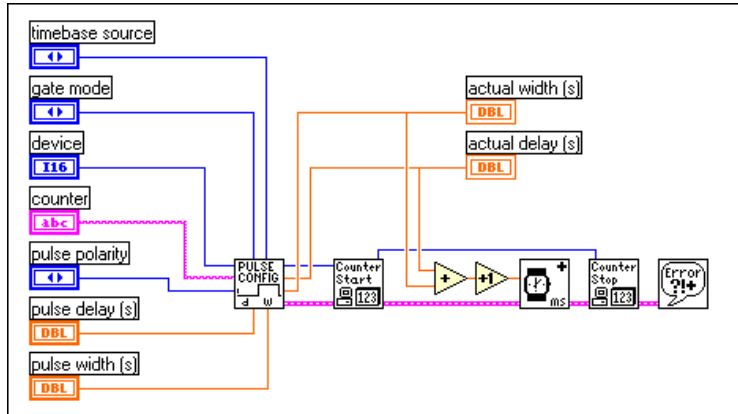 timebase source
gate mode
device
I16
counter
abc
pulse polarity
pulse delay (s)
DBL
pulse width (s)
DBL
PULSE
CONFIG
d w
Counter
Start
123
actual width (s)
DBL
actual delay (s)
DBL
+
+1
+
ms
Counter
Stop
123
Error
?!+